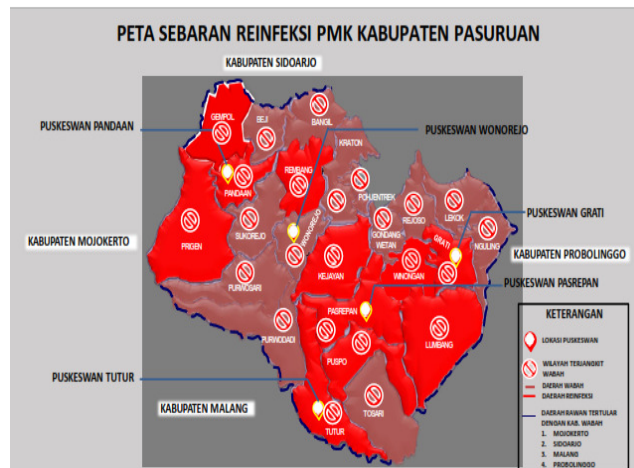 PETA SEBARAN REINFEKSI PMK KABUPATEN PASURUAN
KABUPATEN SIDOARJO
GEMPOL
BEJI
BANGIL
PUSKESWAN PANDAAN
PUSKESWAN WONOREJO
KRATON
REMBANG
PANDAAN
POHJENTREK
REJOSO
LEKOK
PUSKESWAN GRATI
SUKOREJO
WONOREJO
GONDANG
WETAN
GRATI
NGULING
KABUPATEN MOJOKERTO
PRIGEN
KABUPATEN PROBOLINGGO
KEJAYAN
WINONGAN
PURWOSARI
PUSKESWAN PASREPAN
PASREPAN
PURWODADI
LUMBANG
PUSPO
PUSKESWAN TUTUR
KABUPATEN MALANG
TUTUR
TOSARI
KETERANGAN
LOKASI PUSKESWAN
WILAYAH TERJANGKIT
WABAH
DAERAH WABAH
DAERAH REINFEKSI
DAERAH RAWAN TERTULAR
DENGAN KAB. WABAH
1. MOJOKERTO
2. SIDOARJO
3. MALANG
4. PROBOLINGGO